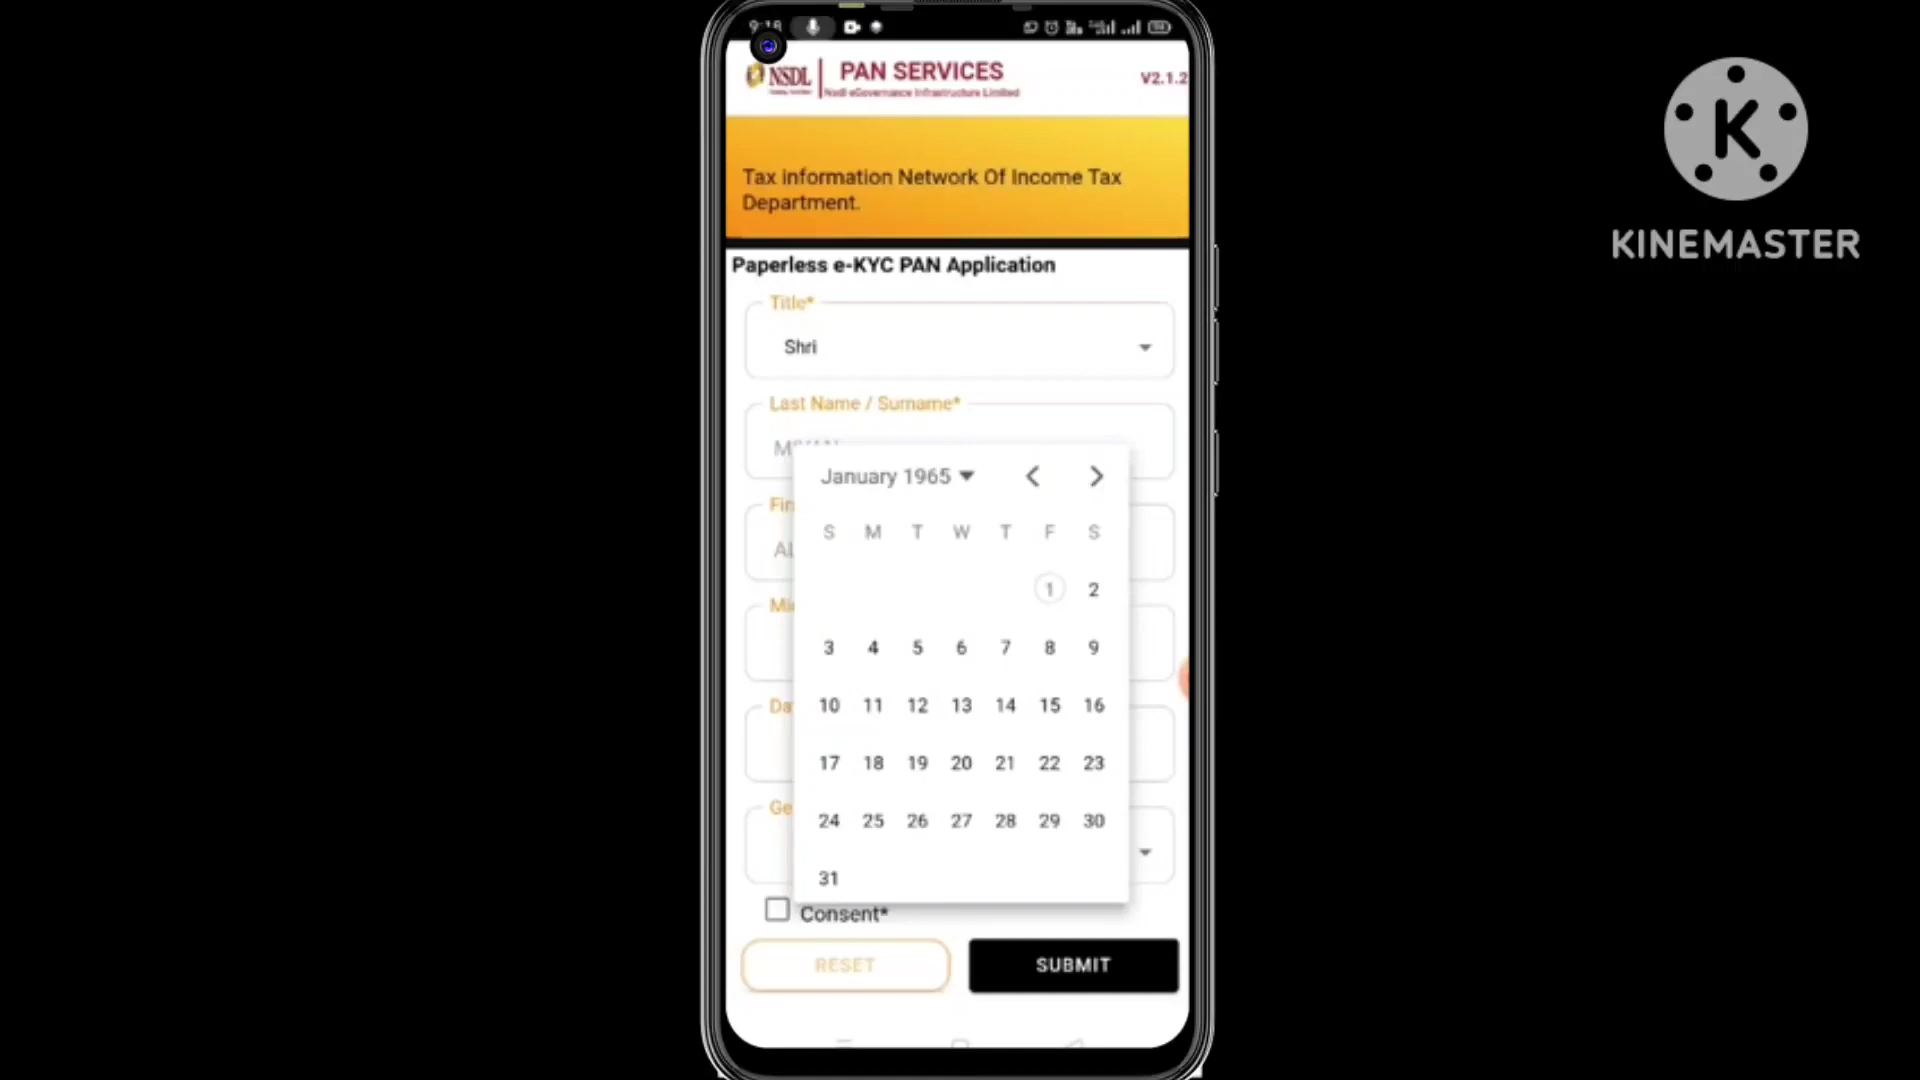 9:18
NSDL
PAN SERVICES
Nsdl eGovernance Infrastructure Limited
V2.1.2
Tax information Network Of Income Tax
Department.
Paperless e-KYC PAN Application
Title*
Shri
Last Name / Surname*
January 1965
S M T W T F S
1 2
3 4 5 6 7 8 9
10 11 12 13 14 15 16
17 18 19 20 21 22 23
24 25 26 27 28 29 30
31
Consent*
RESET
SUBMIT
K
KINEMASTER